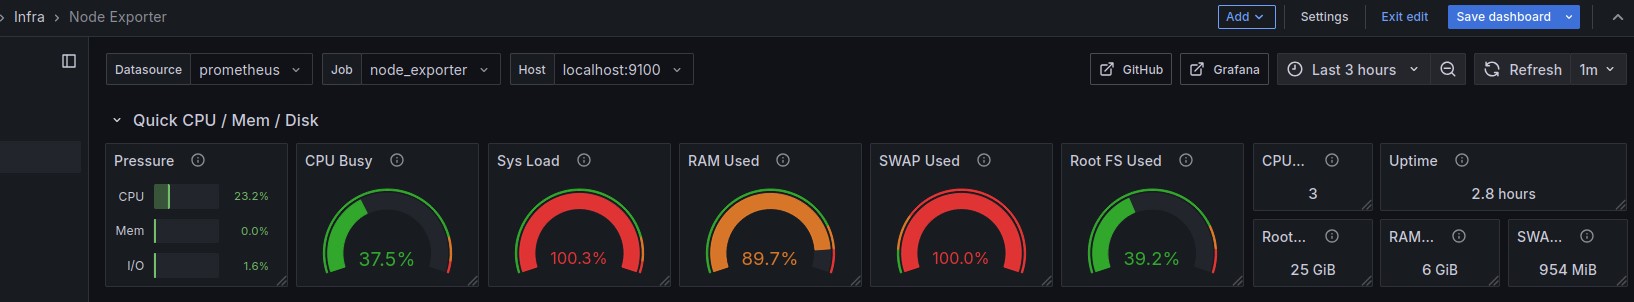 Infra › Node Exporter
Add
Settings
Exit edit
Save dashboard
Datasource prometheus
Job node_exporter
Host localhost:9100
GitHub
Grafana
Last 3 hours
Refresh 1m
Quick CPU / Mem / Disk
Pressure
CPU 23.2%
Mem 0.0%
I/O 1.6%
CPU Busy
37.5%
Sys Load
100.3%
RAM Used
89.7%
SWAP Used
100.0%
Root FS Used
39.2%
CPU...
3
Uptime
2.8 hours
Root...
25 GiB
RAM...
6 GiB
SWA...
954 MiB